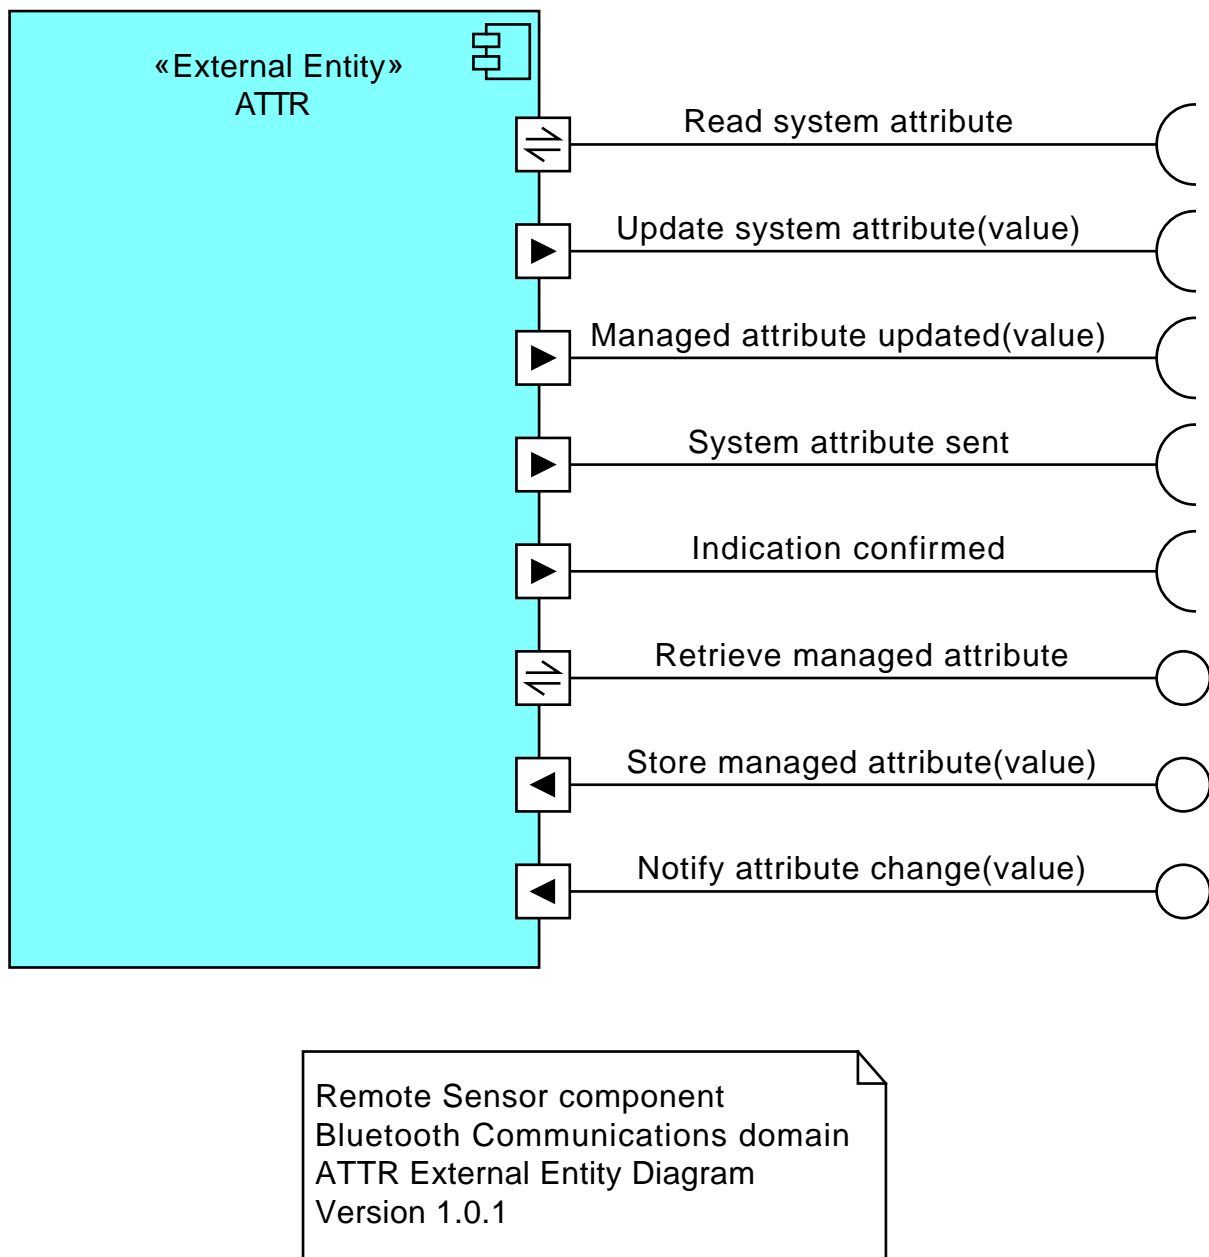 «External Entity»
ATTR
Read system attribute
Update system attribute(value)
Managed attribute updated(value)
System attribute sent
Indication confirmed
Retrieve managed attribute
Store managed attribute(value)
Notify attribute change(value)
Remote Sensor component
Bluetooth Communications domain
ATTR External Entity Diagram
Version 1.0.1